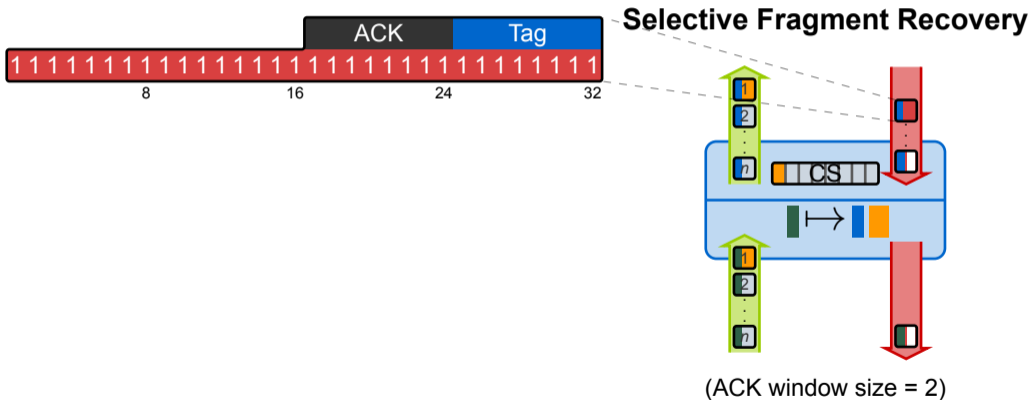 Selective Fragment Recovery
ACK Tag
1 1 1 1 1 1 1 1 1 1 1 1 1 1 1 1 1 1 1 1 1 1 1 1 1 1 1 1 1 1 1 1
8 16 24 32
1
2
n
CS
1
2
n
(ACK window size = 2)